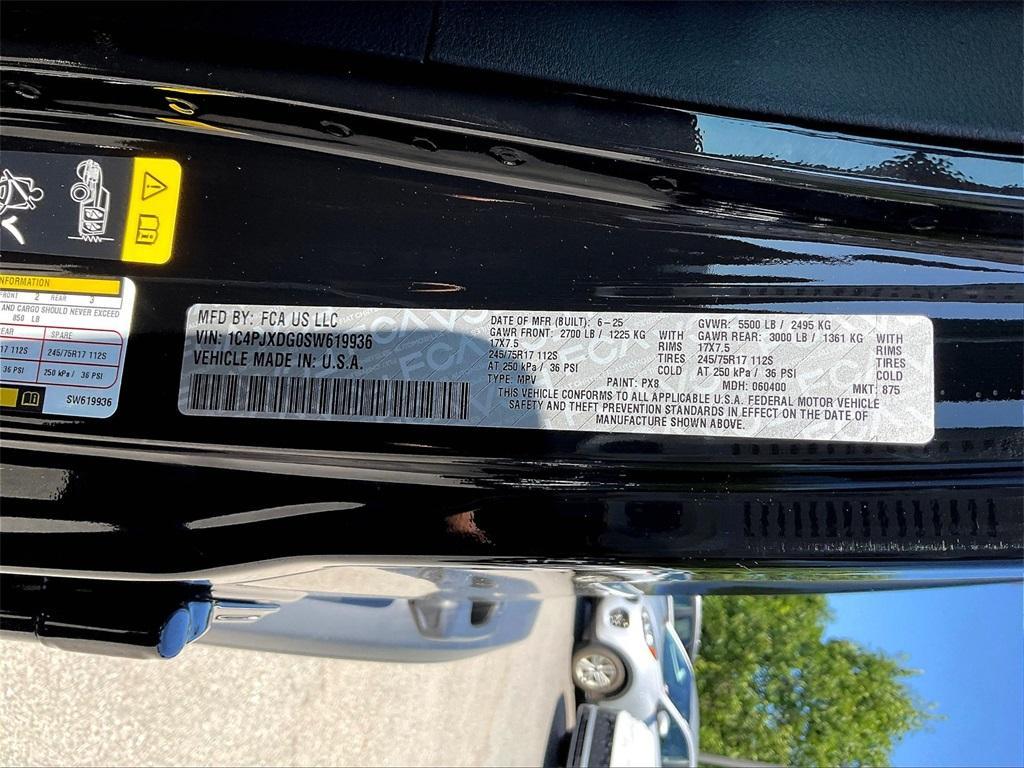 NFORMATION
FRONT 2 REAR 3
AND CARGO SHOULD NEVER EXCEED
850 LB
EAR SPARE
R17 112S 245/75R17 112S
36 PSI 250 kPa / 36 PSI
SW619936
MFD BY: FCA US LLC
VIN: 1C4PJXDG0SW619936
VEHICLE MADE IN: U.S.A.
DATE OF MFR (BUILT): 6-25
GAWR FRONT: 2700 LB / 1225 KG WITH
17X7.5 RIMS
245/75R17 112S TIRES
AT 250 kPa / 36 PSI COLD
TYPE: MPV PAINT: PX8
GVWR: 5500 LB / 2495 KG
GAWR REAR: 3000 LB / 1361 KG WITH
17X7.5 RIMS
245/75R17 112S TIRES
AT 250 kPa / 36 PSI COLD
MDH: 060400 MKT: 875
THIS VEHICLE CONFORMS TO ALL APPLICABLE U.S.A. FEDERAL MOTOR VEHICLE
SAFETY AND THEFT PREVENTION STANDARDS IN EFFECT ON THE DATE OF
MANUFACTURE SHOWN ABOVE.